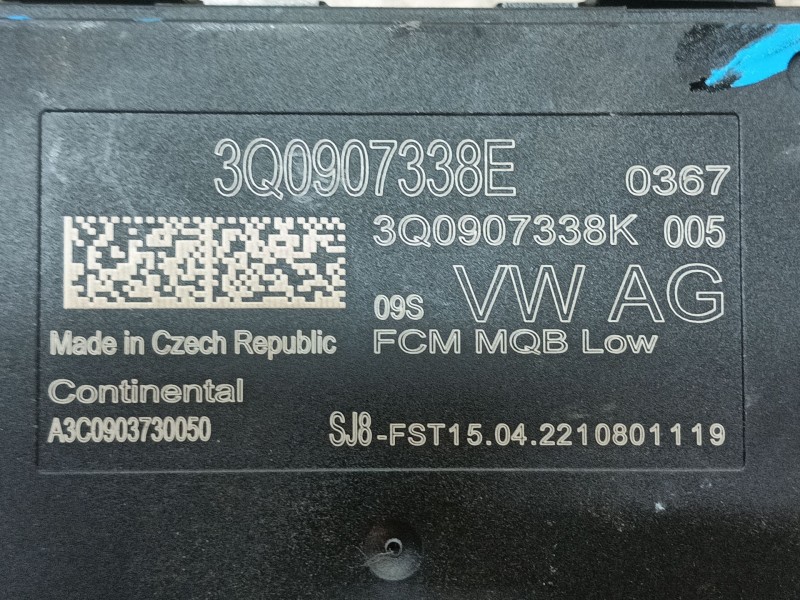 3Q0907338E 0367
3Q0907338K 005
09S VW AG
Made in Czech Republic FCM MQB Low
Continental
A3C0903730050 SJ8-FST15.04.2210801119